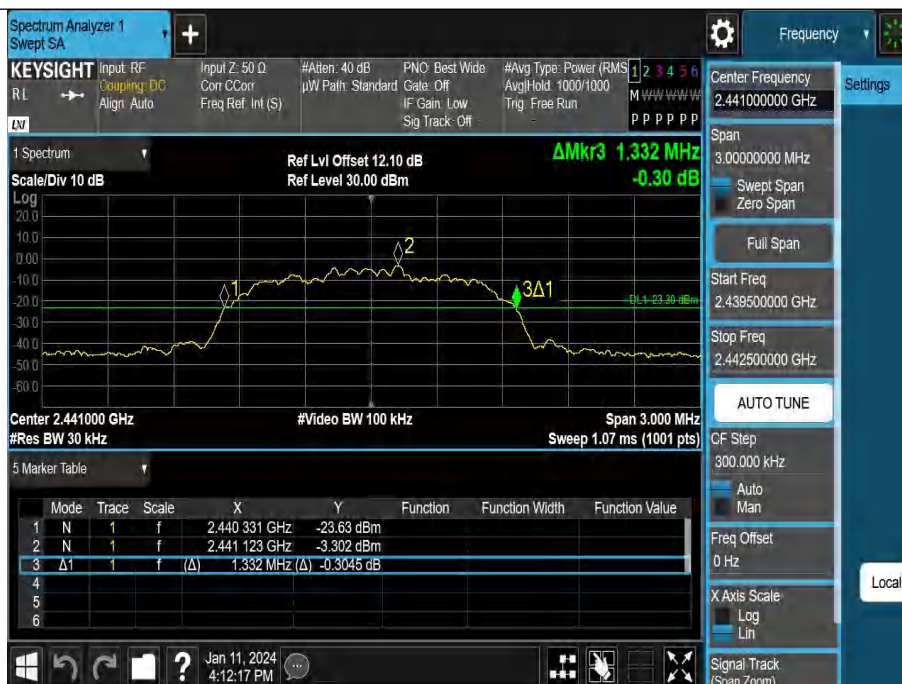 Spectrum Analyzer 1
Swept SA
+
Frequency
KEYSIGHT
RL
LXI
Input: RF
Coupling: DC
Align: Auto
Input Z: 50 Ω
Corr CCorr
Freq Ref: Int (S)
#Atten: 40 dB
µW Path: Standard
PNO: Best Wide
Gate: Off
IF Gain: Low
Sig Track: Off
#Avg Type: Power (RMS
Avg|Hold: 1000/1000
Trig: Free Run
1 2 3 4 5 6
M W W W W W
P P P P P P
1 Spectrum
Scale/Div 10 dB
Ref Lvl Offset 12.10 dB
Ref Level 30.00 dBm
ΔMkr3 1.332 MHz
-0.30 dB
Log
20.0
10.0
0.00
-10.0
-20.0
-30.0
-40.0
-50.0
-60.0
1
2
3Δ1
DL1 -23.30 dBm
Center 2.441000 GHz
#Res BW 30 kHz
#Video BW 100 kHz
Span 3.000 MHz
Sweep 1.07 ms (1001 pts)
5 Marker Table
Mode Trace Scale X Y Function Function Width Function Value
1 N 1 f 2.440 331 GHz -23.63 dBm
2 N 1 f 2.441 123 GHz -3.302 dBm
3 Δ1 1 f (Δ) 1.332 MHz (Δ) -0.3045 dB
4
5
6
?
Jan 11, 2024
4:12:17 PM
Center Frequency
2.441000000 GHz
Settings
Span
3.00000000 MHz
Swept Span
Zero Span
Full Span
Start Freq
2.439500000 GHz
Stop Freq
2.442500000 GHz
AUTO TUNE
CF Step
300.000 kHz
Auto
Man
Freq Offset
0 Hz
Local
X Axis Scale
Log
Lin
Signal Track
(Span Zoom)